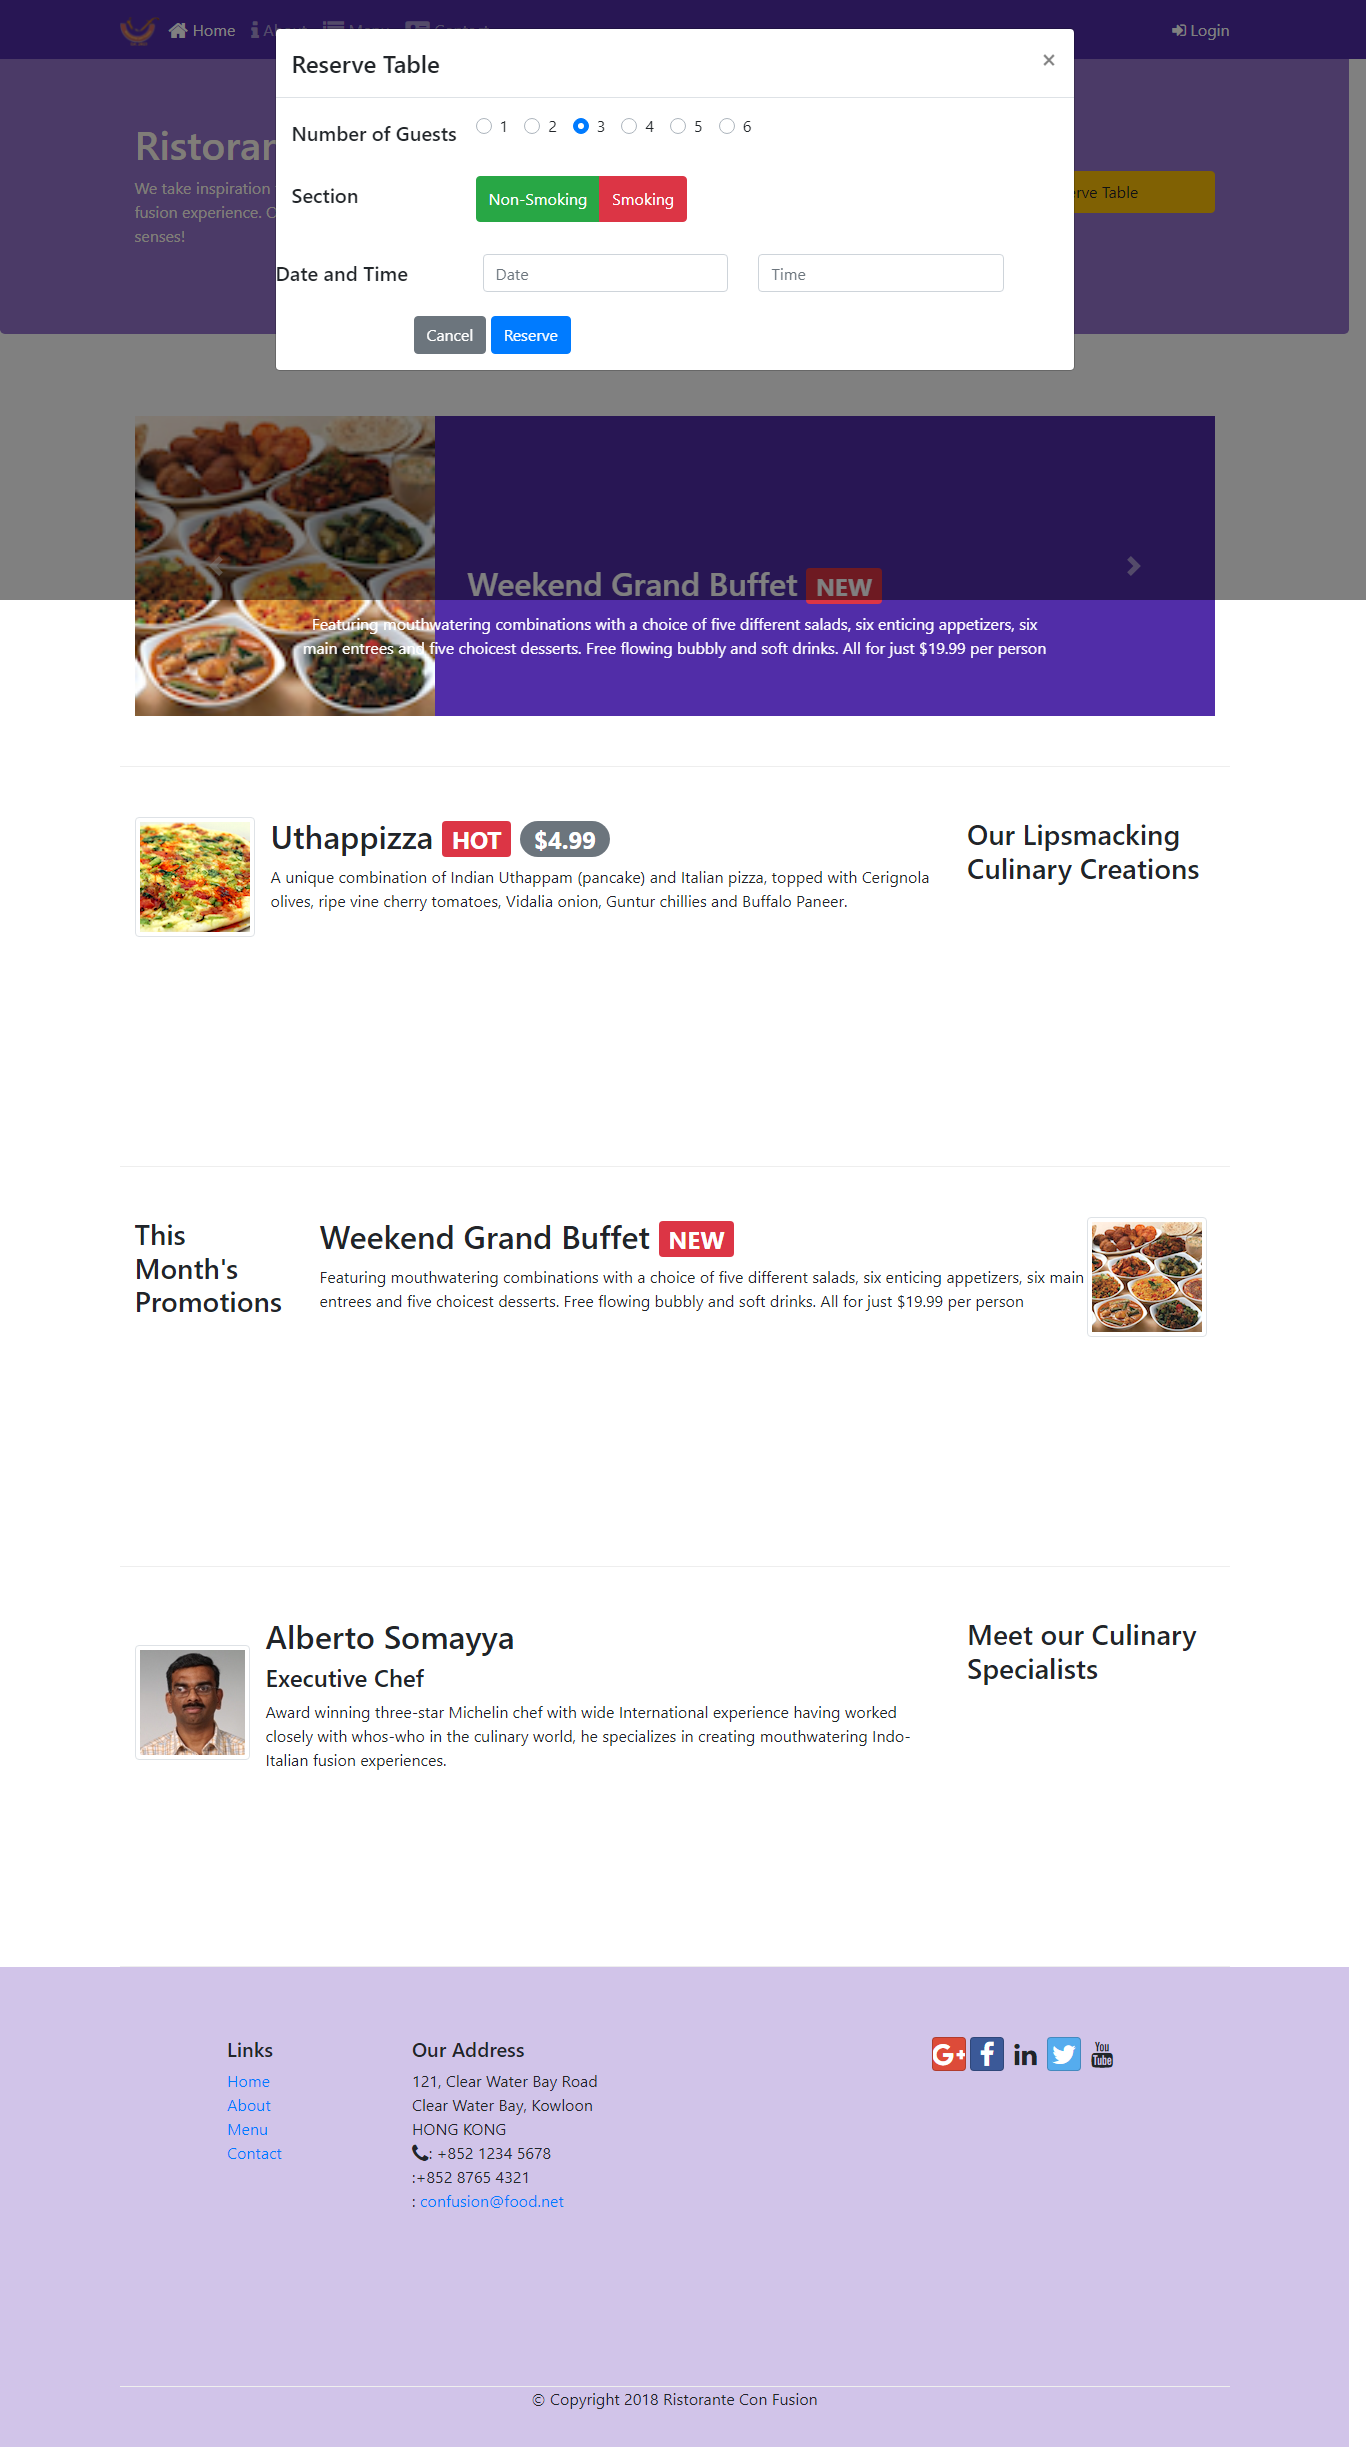 Home About Menu Contact Login
Reserve Table
×
Number of Guests 1 2 3 4 5 6
Section Non-Smoking Smoking
Date and Time Date Time
Cancel Reserve
We take inspiration
fusion experience.
senses!
rve Table
Weekend Grand Buffet NEW
Featuring mouthwatering combinations with a choice of five different salads, six enticing appetizers, six
main entrees and five choicest desserts. Free flowing bubbly and soft drinks. All for just $19.99 per person
Uthappizza HOT $4.99
A unique combination of Indian Uthappam (pancake) and Italian pizza, topped with Cerignola
olives, ripe vine cherry tomatoes, Vidalia onion, Guntur chillies and Buffalo Paneer.
Our Lipsmacking
Culinary Creations
This
Month's
Promotions
Weekend Grand Buffet NEW
Featuring mouthwatering combinations with a choice of five different salads, six enticing appetizers, six main
entrees and five choicest desserts. Free flowing bubbly and soft drinks. All for just $19.99 per person
Alberto Somayya
Executive Chef
Award winning three-star Michelin chef with wide International experience having worked
closely with whos-who in the culinary world, he specializes in creating mouthwatering Indo-
Italian fusion experiences.
Meet our Culinary
Specialists
Links
Home
About
Menu
Contact
Our Address
121, Clear Water Bay Road
Clear Water Bay, Kowloon
HONG KONG
: +852 1234 5678
:+852 8765 4321
: confusion@food.net
G+ f in You Tube
© Copyright 2018 Ristorante Con Fusion